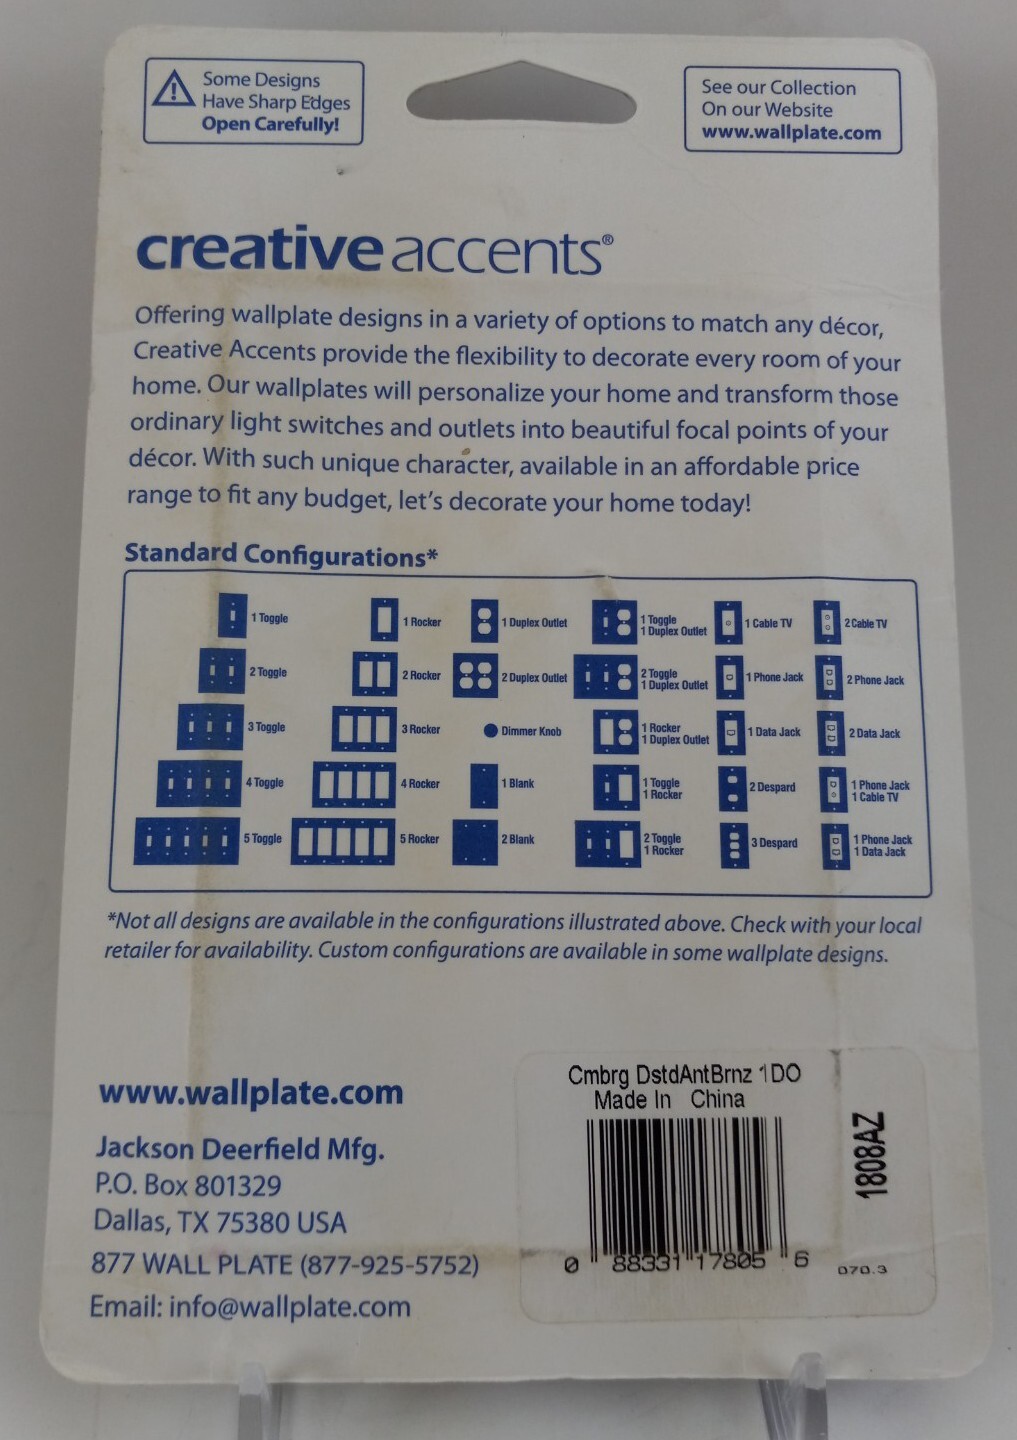 Some Designs
Have Sharp Edges
Open Carefully!
See our Collection
On our Website
www.wallplate.com
creative accents®
Offering wallplate designs in a variety of options to match any décor,
Creative Accents provide the flexibility to decorate every room of your
home. Our wallplates will personalize your home and transform those
ordinary light switches and outlets into beautiful focal points of your
décor. With such unique character, available in an affordable price
range to fit any budget, let's decorate your home today!
Standard Configurations*
1 Toggle
1 Rocker
1 Duplex Outlet
1 Toggle
1 Duplex Outlet
1 Cable TV
2 Cable TV
2 Toggle
2 Rocker
2 Duplex Outlet
2 Toggle
1 Duplex Outlet
1 Phone Jack
2 Phone Jack
3 Toggle
3 Rocker
Dimmer Knob
1 Rocker
1 Duplex Outlet
1 Data Jack
2 Data Jack
4 Toggle
4 Rocker
1 Blank
1 Toggle
1 Rocker
2 Despard
1 Phone Jack
1 Cable TV
5 Toggle
5 Rocker
2 Blank
2 Toggle
1 Rocker
3 Despard
1 Phone Jack
1 Data Jack
*Not all designs are available in the configurations illustrated above. Check with your local
retailer for availability. Custom configurations are available in some wallplate designs.
www.wallplate.com
Jackson Deerfield Mfg.
P.O. Box 801329
Dallas, TX 75380 USA
877 WALL PLATE (877-925-5752)
Email: info@wallplate.com
Cmbrg DstdAntBrnz 1DO
Made In China
1808AZ
0 88331 17805 6
070.3